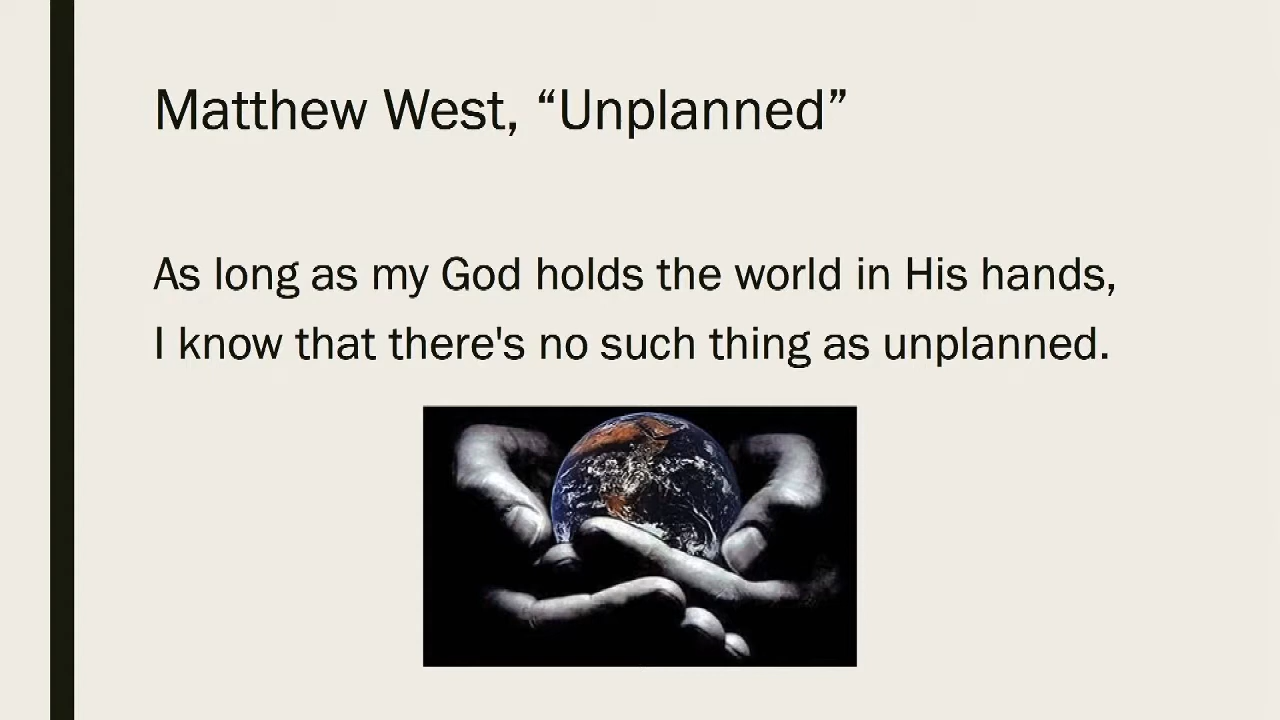 Matthew West, “Unplanned”
As long as my God holds the world in His hands,
I know that there's no such thing as unplanned.